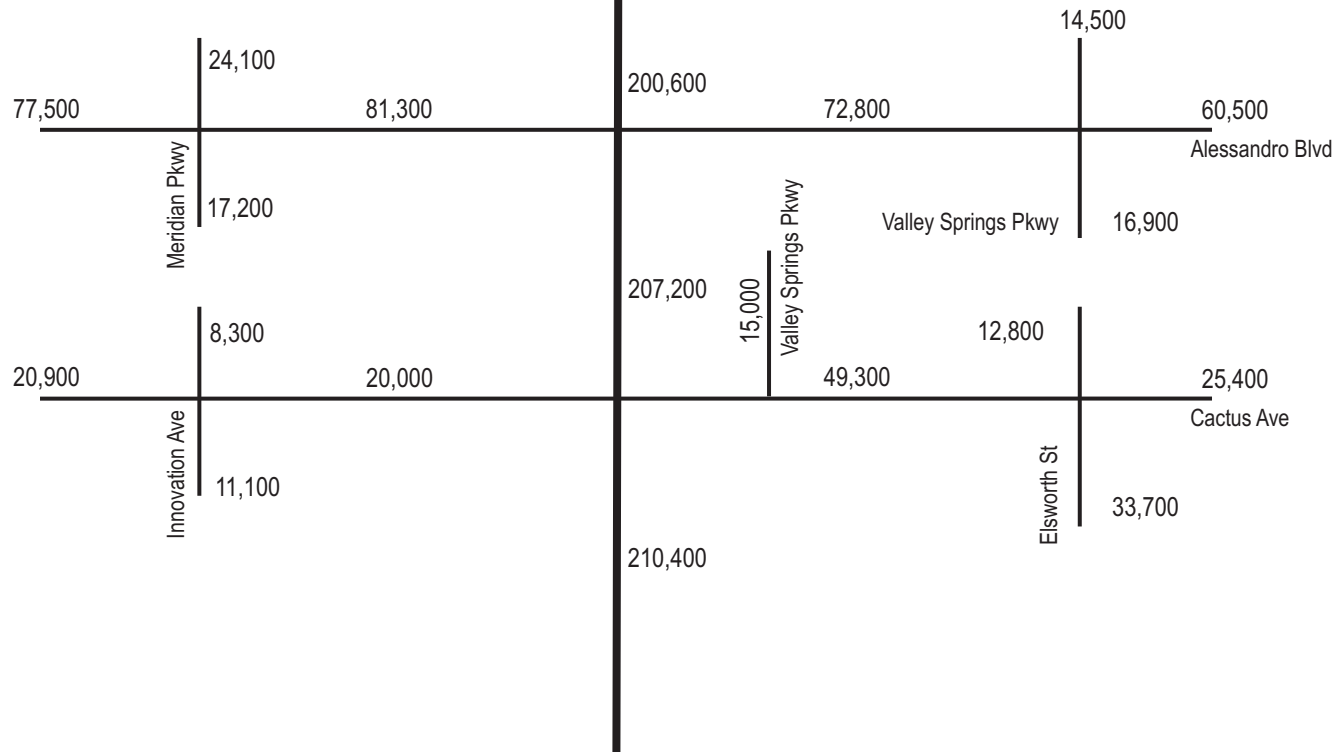 14,500
24,100
200,600
77,500
81,300
72,800
60,500
Alessandro Blvd
Meridian Pkwy
17,200
Valley Springs Pkwy
Valley Springs Pkwy
16,900
207,200
15,000
8,300
12,800
20,900
20,000
49,300
25,400
Cactus Ave
Innovation Ave
11,100
Elsworth St
33,700
210,400